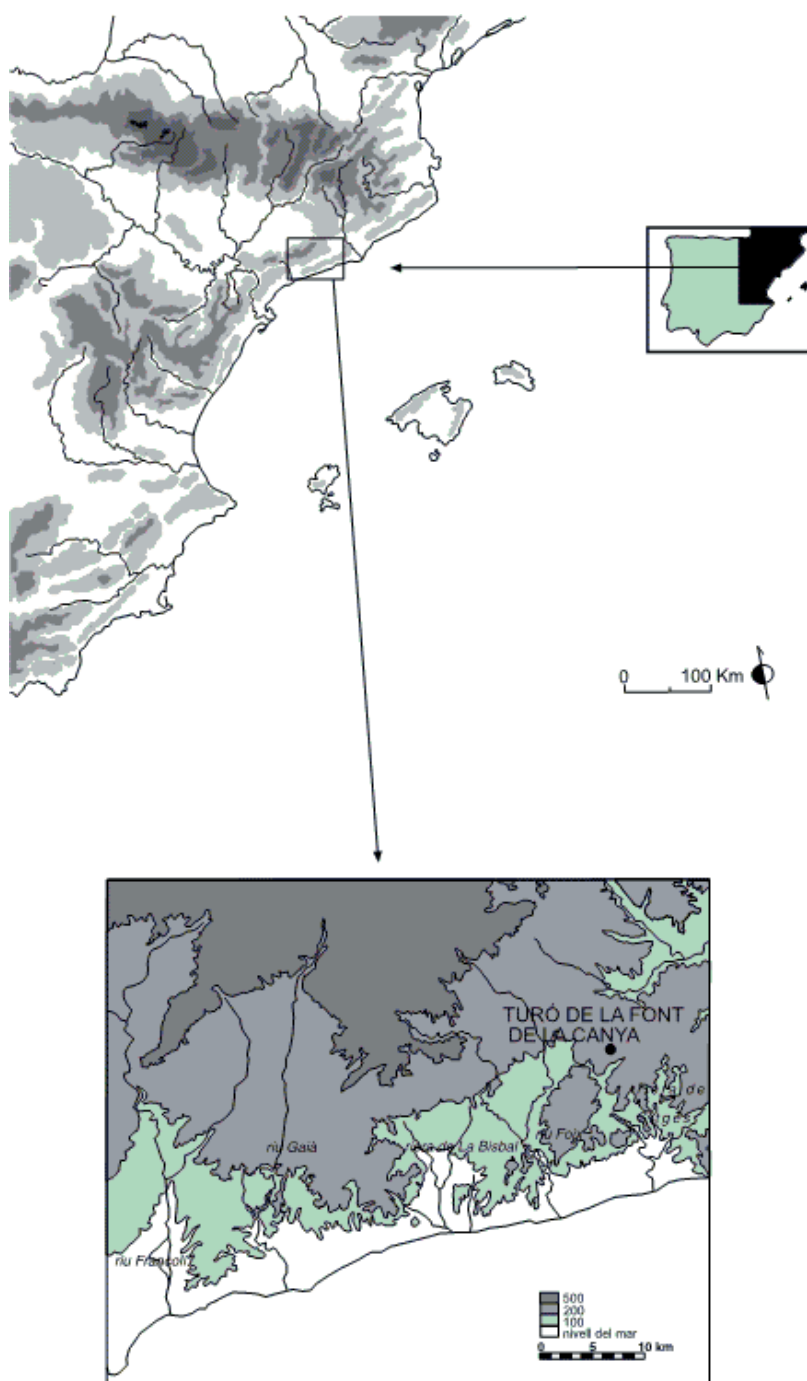 0 100 Km
TURÓ DE LA FONT
DE LA CANYA
riu Gaià
riera de La Bisbal
riu Foix
riu Francolí
500
200
100
nivell del mar
0 5 10 km